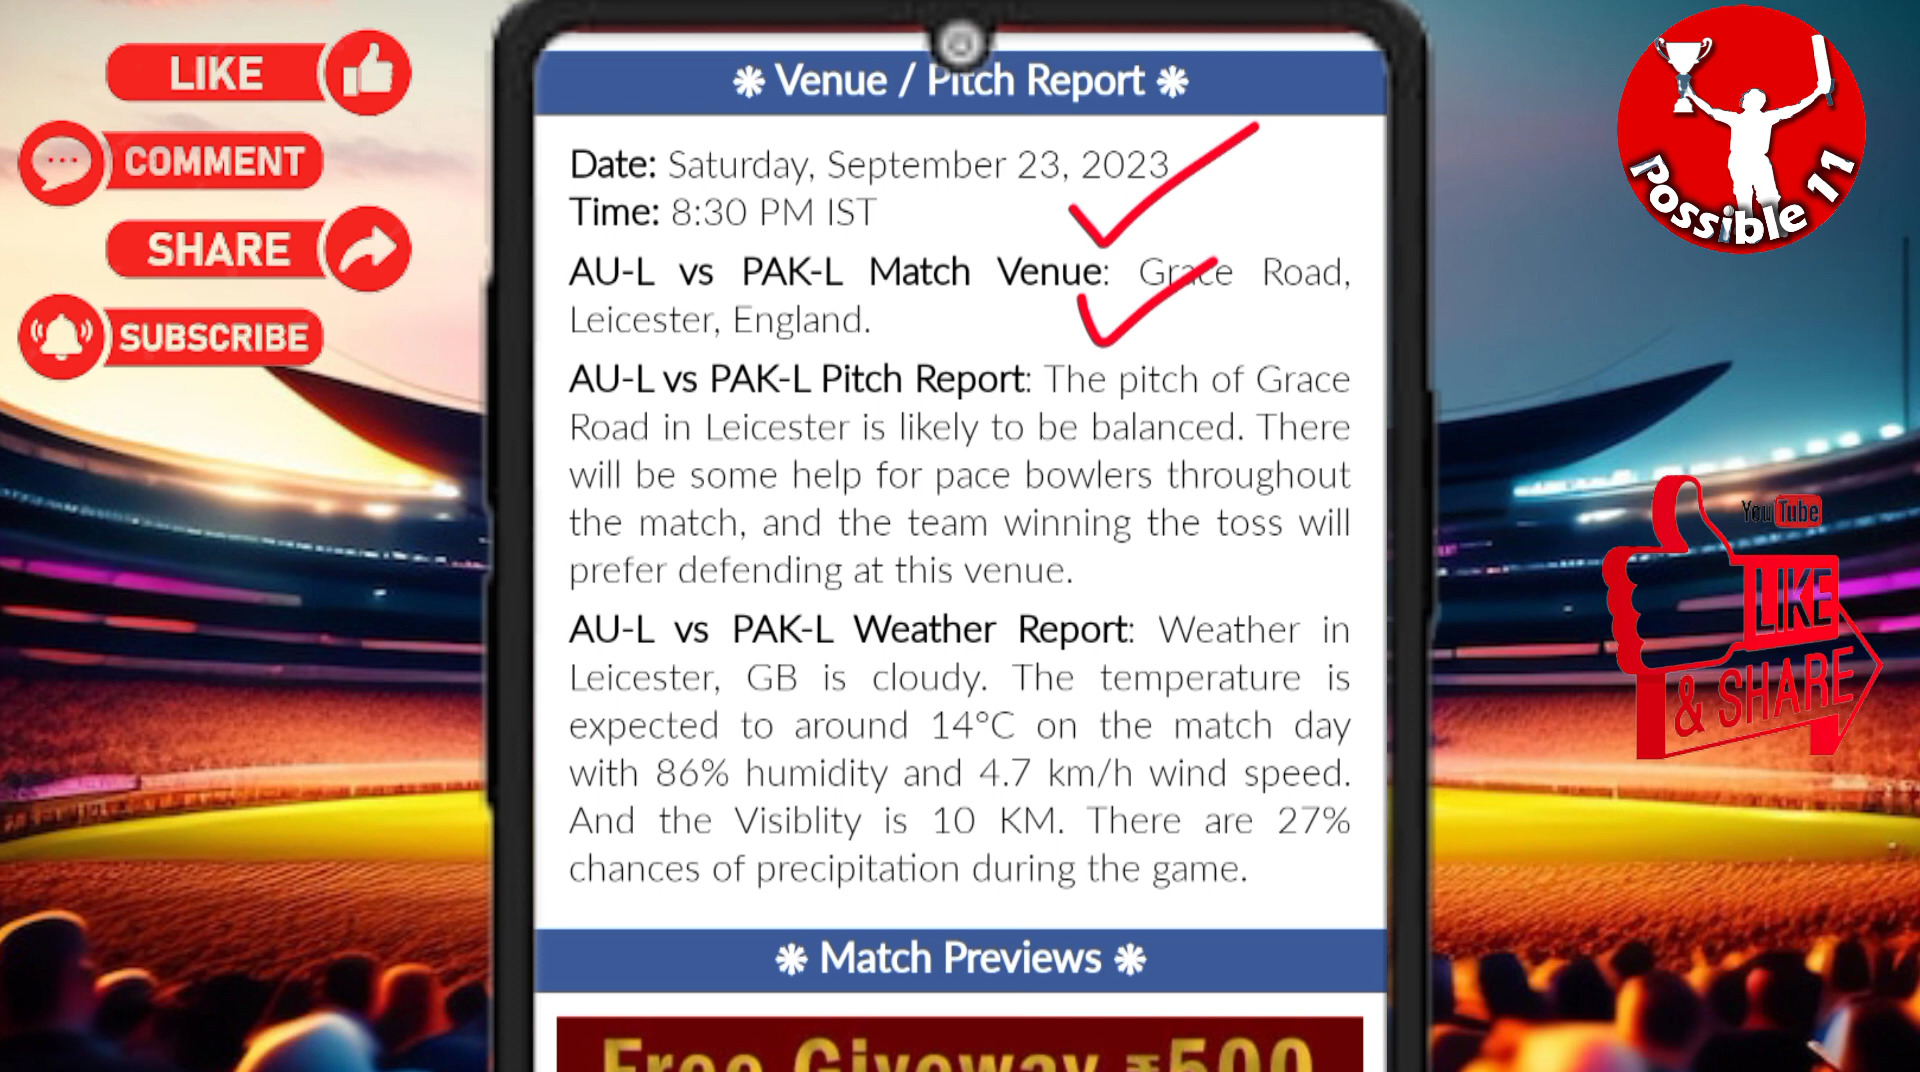 LIKE
COMMENT
SHARE
SUBSCRIBE
Venue / Pitch Report
Date: Saturday, September 23, 2023
Time: 8:30 PM IST
AU-L vs PAK-L Match Venue: Grace Road,
Leicester, England.
AU-L vs PAK-L Pitch Report: The pitch of Grace
Road in Leicester is likely to be balanced. There
will be some help for pace bowlers throughout
the match, and the team winning the toss will
prefer defending at this venue.
AU-L vs PAK-L Weather Report: Weather in
Leicester, GB is cloudy. The temperature is
expected to around 14°C on the match day
with 86% humidity and 4.7 km/h wind speed.
And the Visiblity is 10 KM. There are 27%
chances of precipitation during the game.
Match Previews
Free Giveway ₹500
Possible 11
YouTube
LIKE
& SHARE